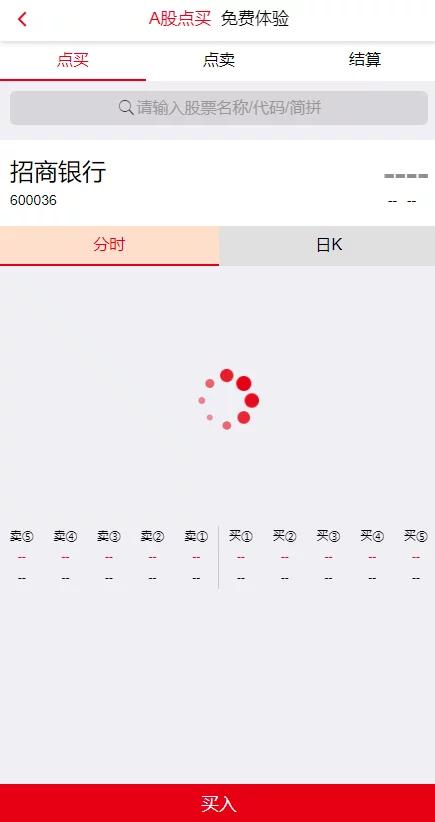 A股点买 免费体验
点买 点卖 结算
请输入股票名称/代码/简拼
招商银行 ----
600036 -- --
分时 日K
卖⑤ 卖④ 卖③ 卖② 卖① 买① 买② 买③ 买④ 买⑤
-- -- -- -- -- -- -- -- -- --
-- -- -- -- -- -- -- -- -- --
买入